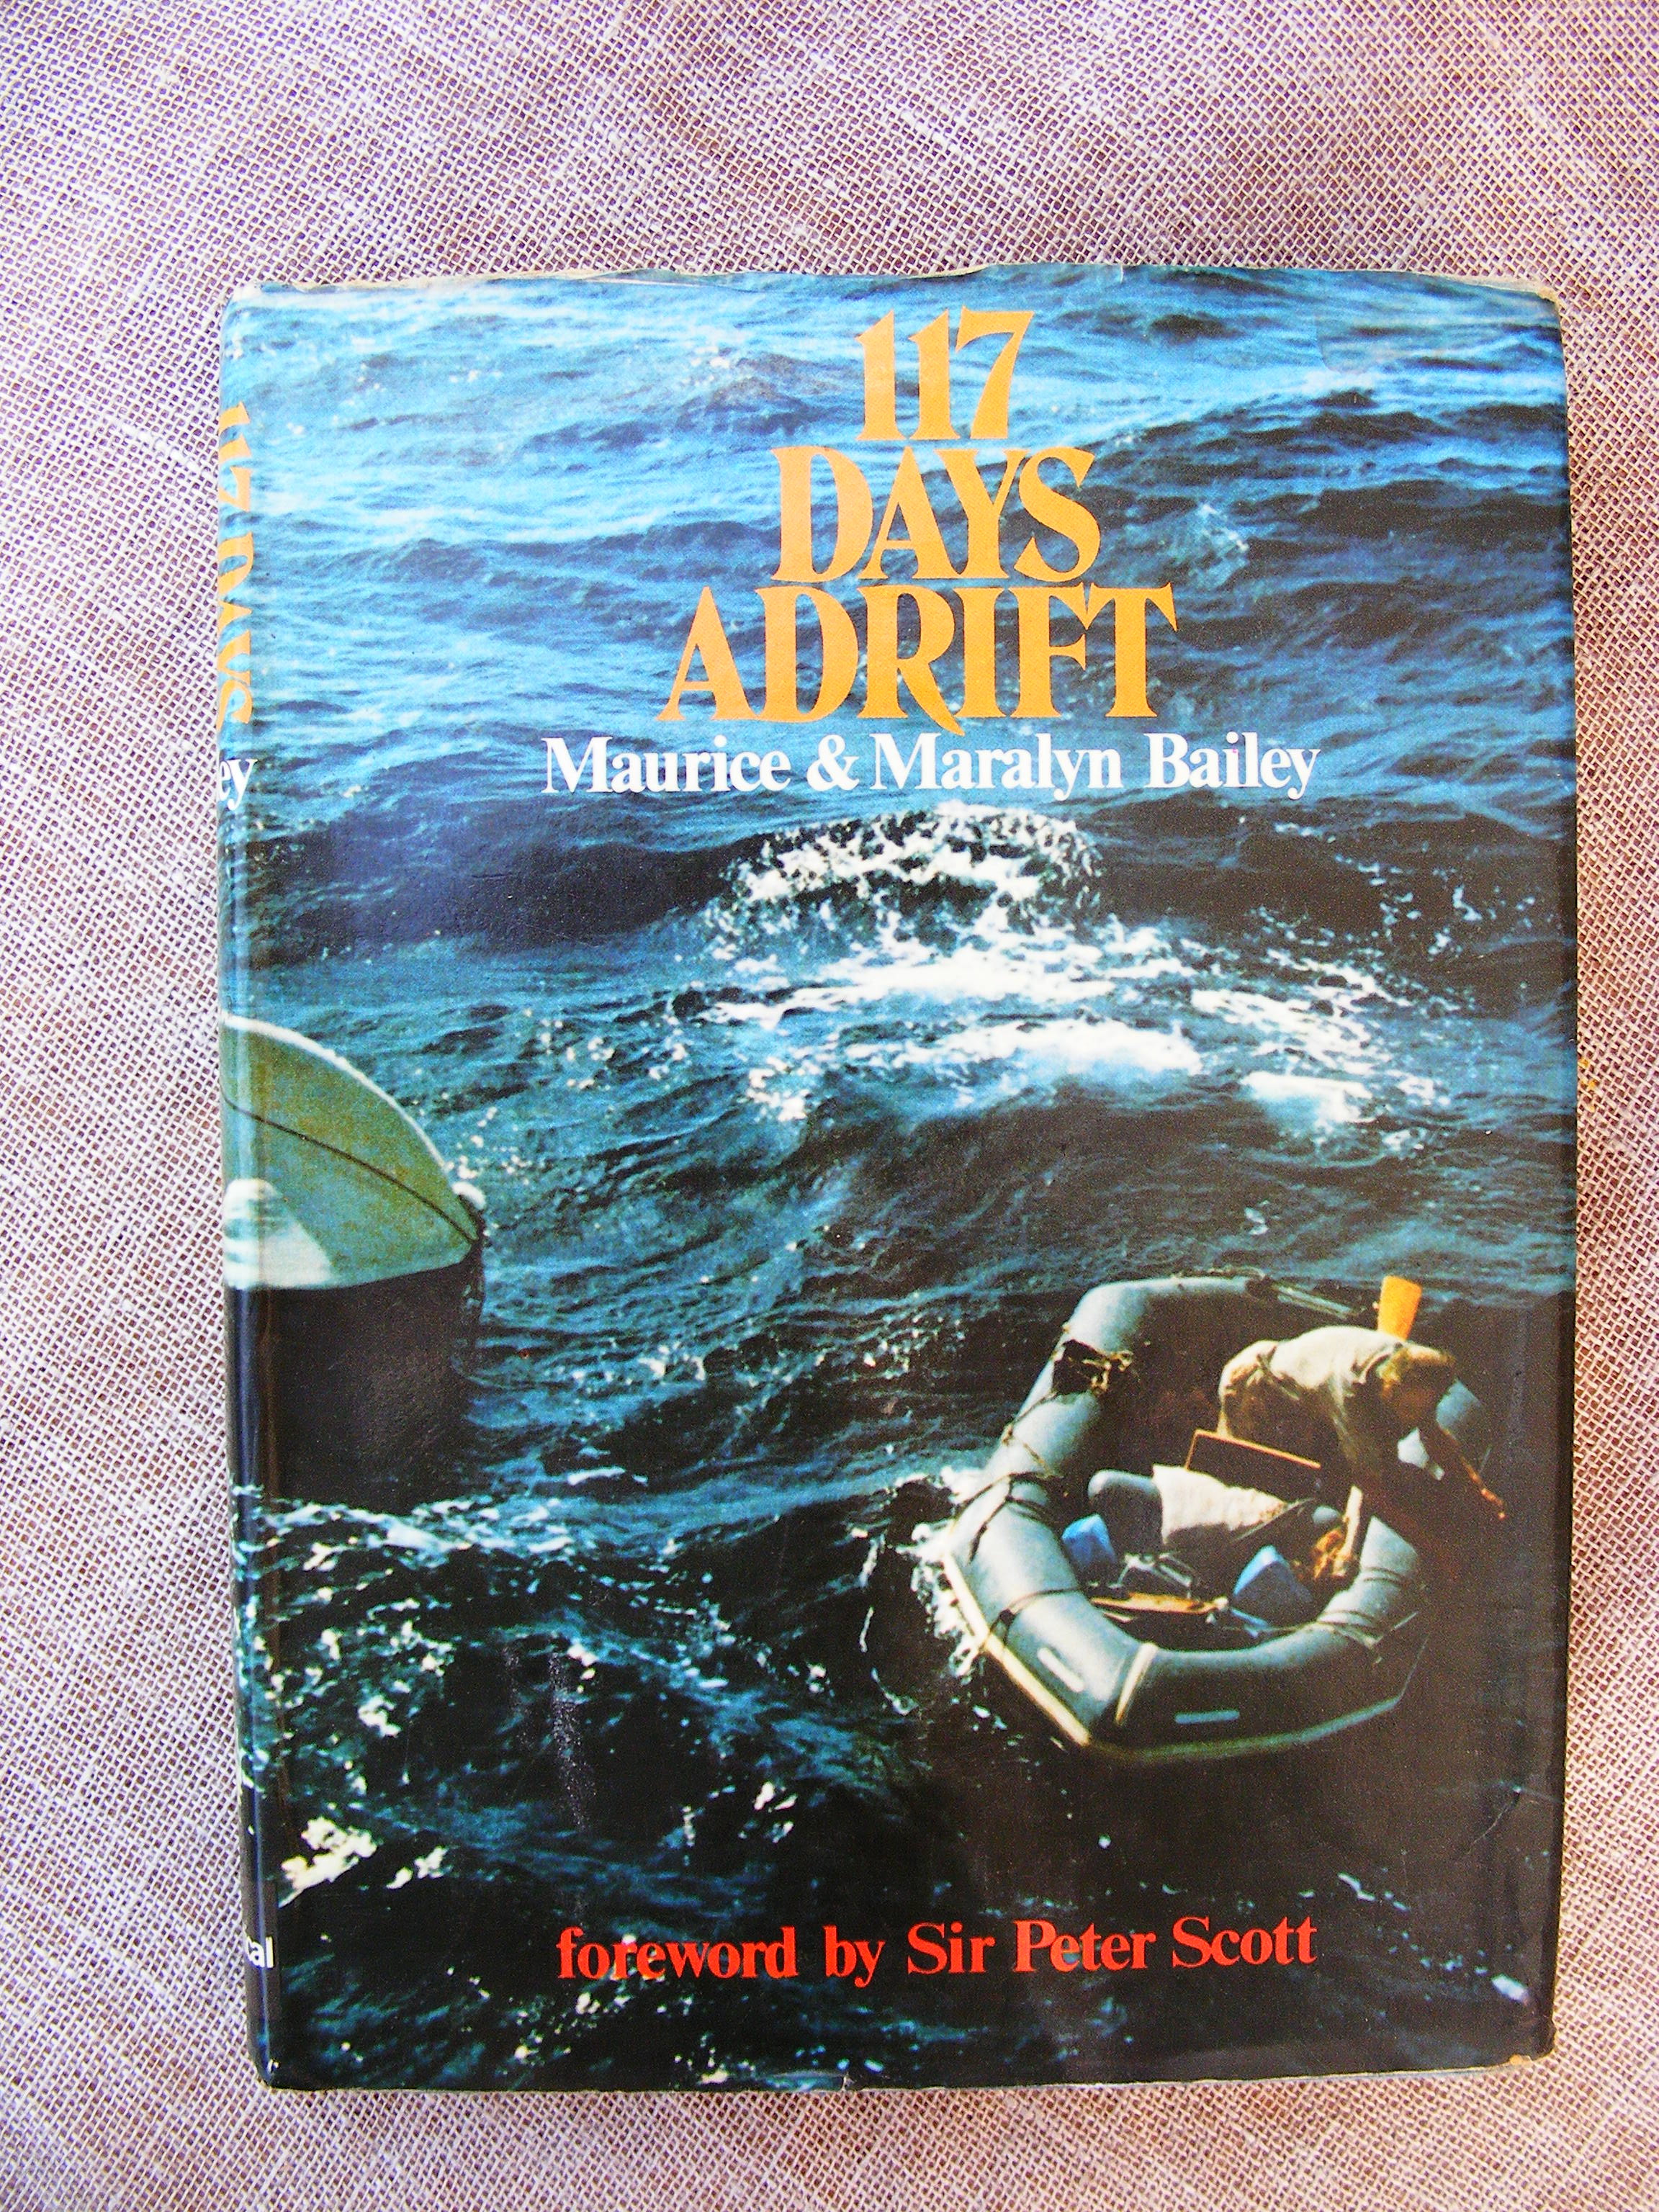 117
DAYS
ADRIFT
Maurice & Maralyn Bailey
foreword by Sir Peter Scott
117 DAYS
ey